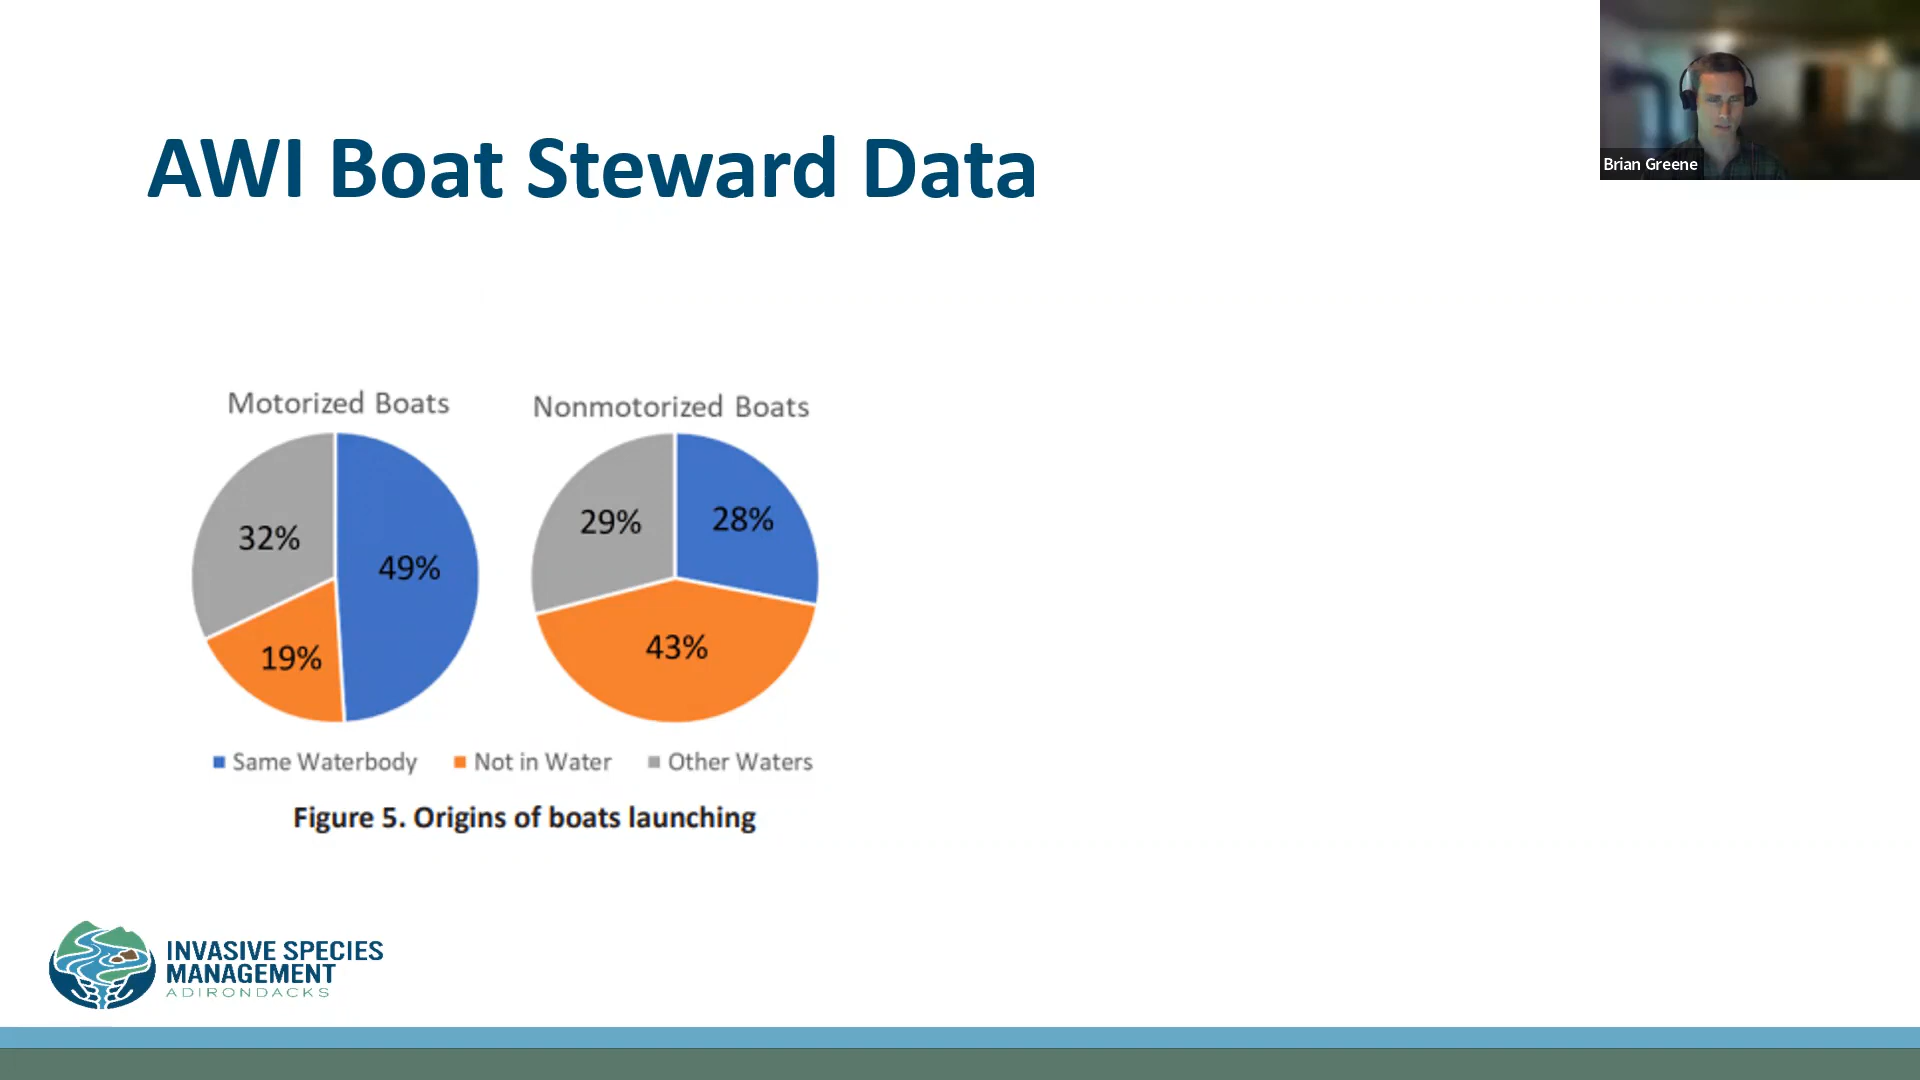 AWI Boat Steward Data
Brian Greene
Motorized Boats
Nonmotorized Boats
32%
49%
19%
29%
28%
43%
Same Waterbody
Not in Water
Other Waters
Figure 5. Origins of boats launching
INVASIVE SPECIES
MANAGEMENT
ADIRONDACKS